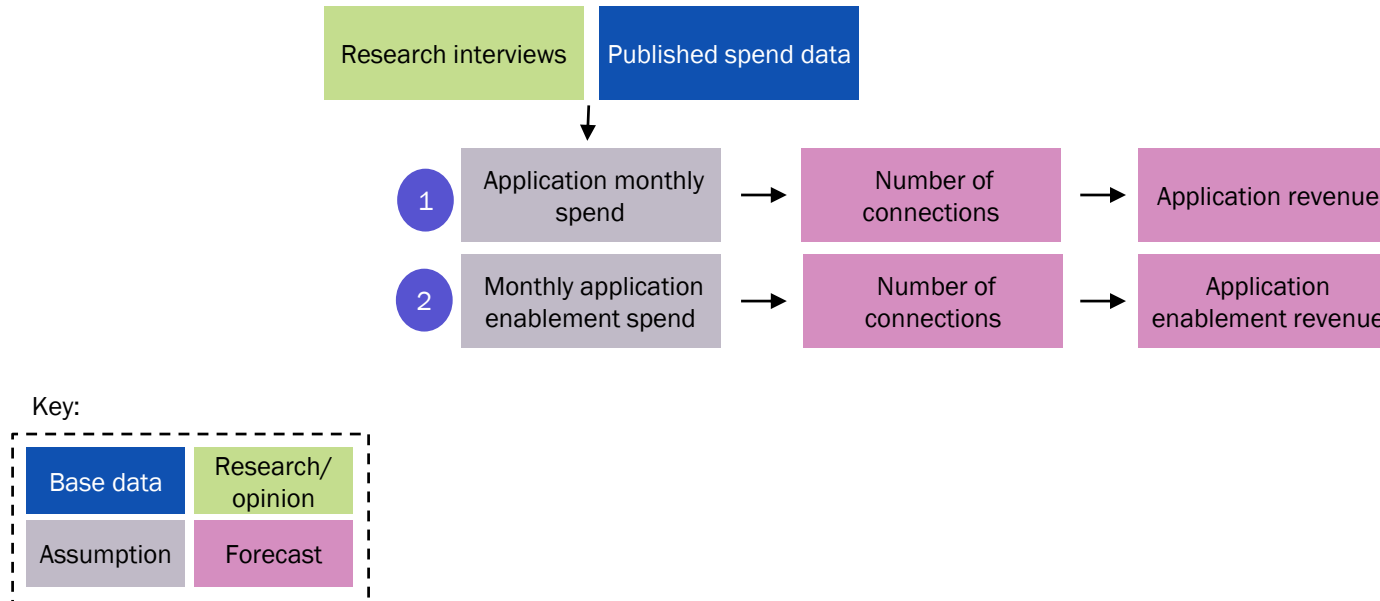 Research interviews
Published spend data
1
Application monthly
spend
Number of
connections
Application revenue
2
Monthly application
enablement spend
Number of
connections
Application
enablement revenue
Key:
Base data
Research/
opinion
Assumption
Forecast